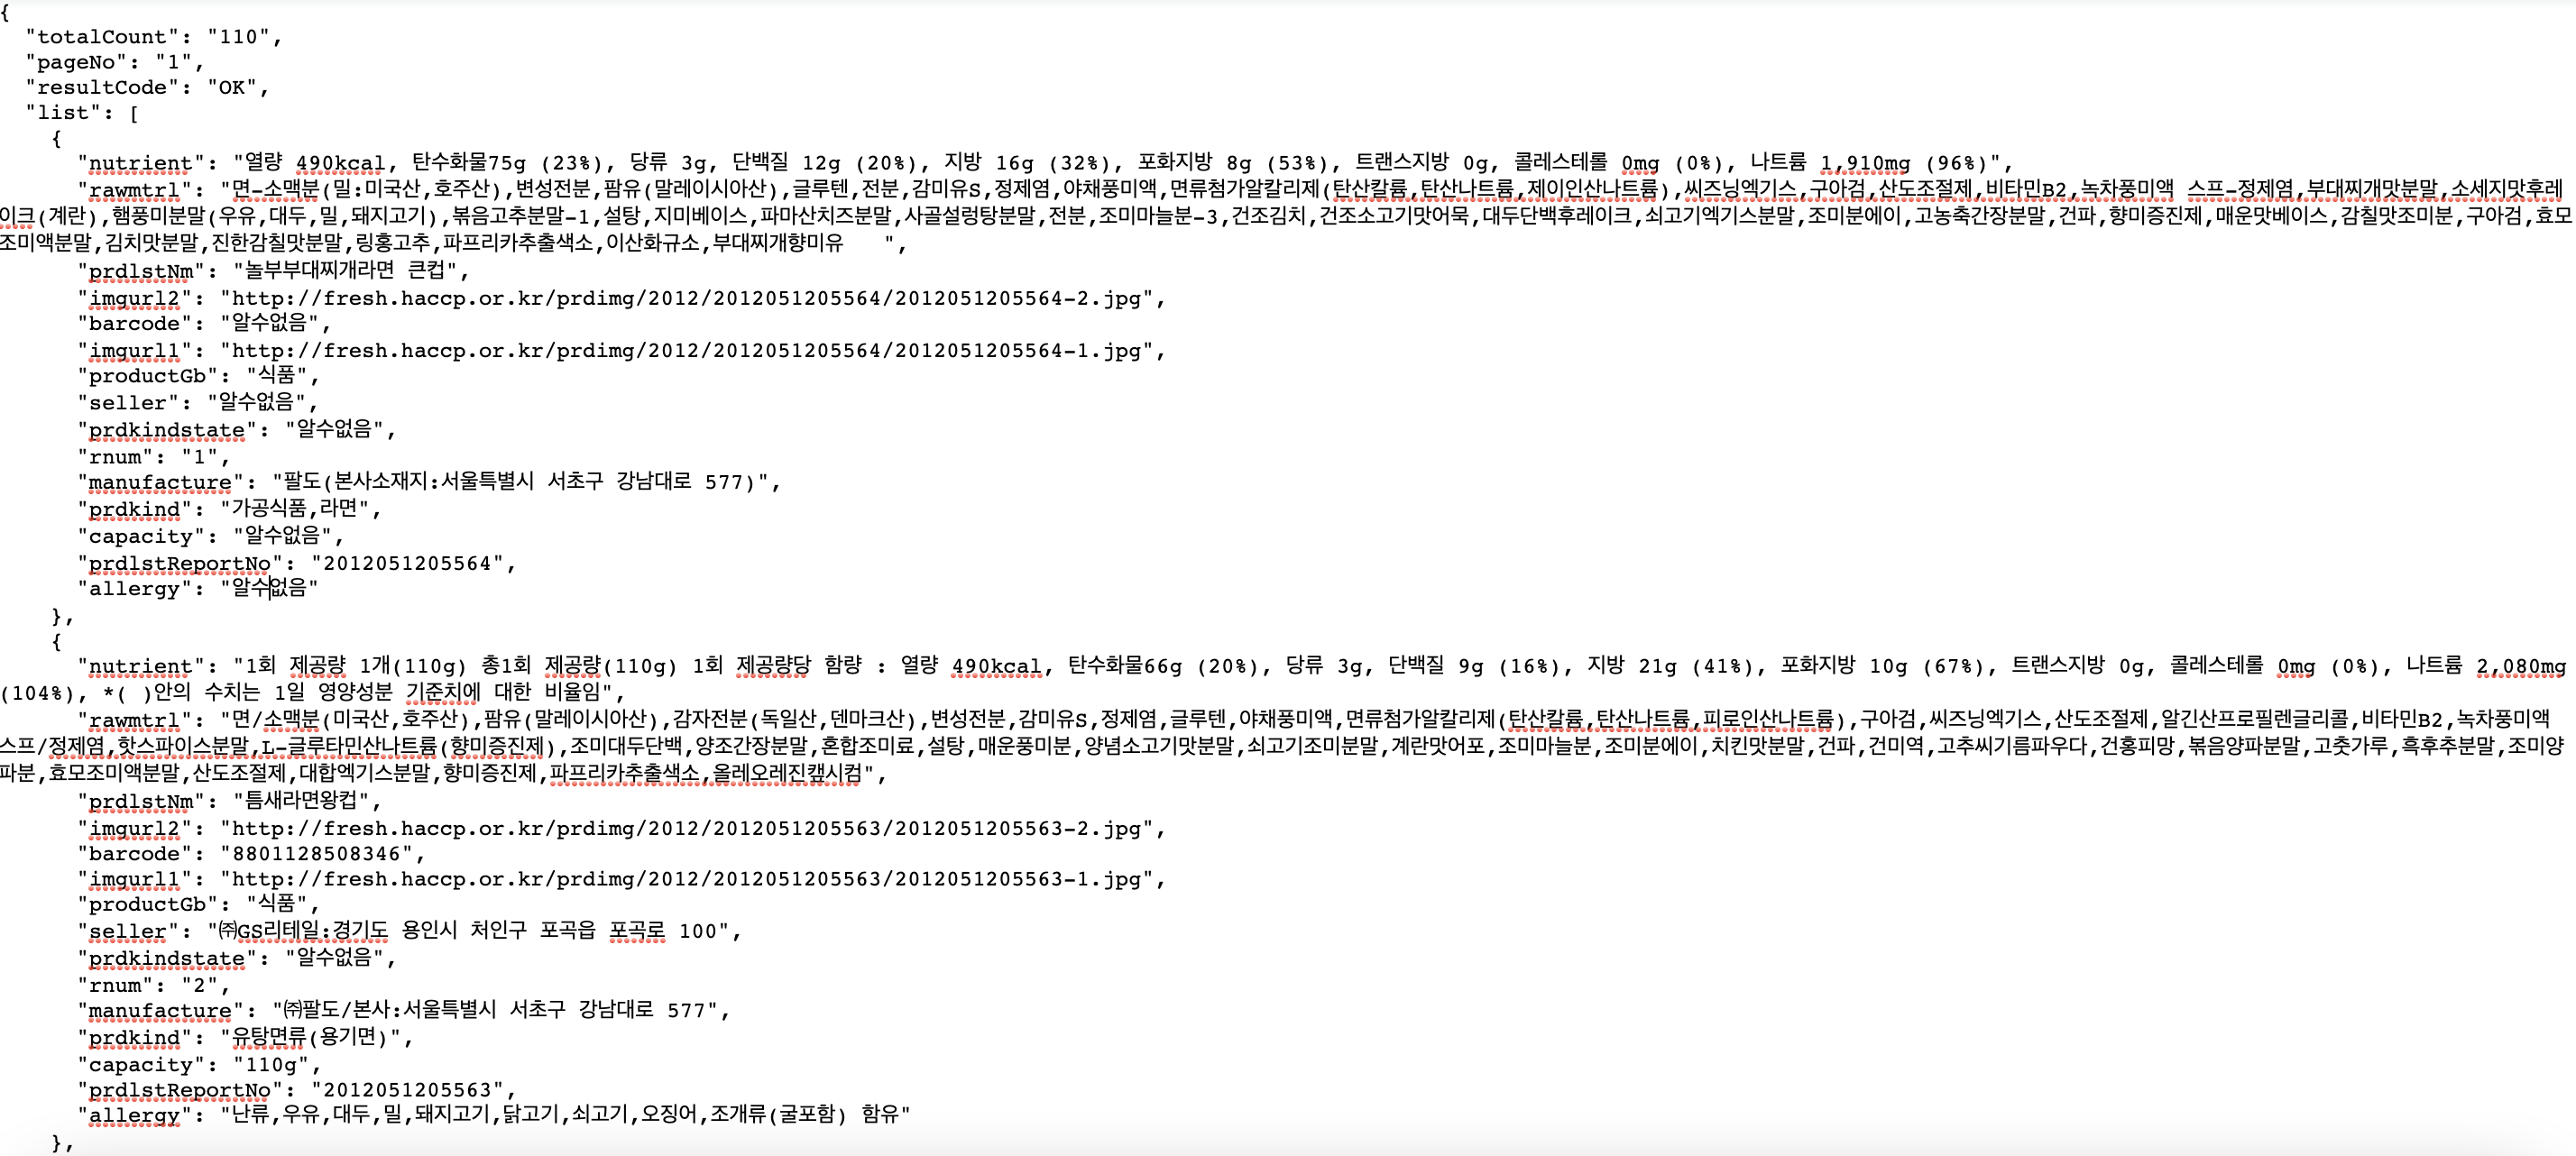 {
  "totalCount": "110",
  "pageNo": "1",
  "resultCode": "OK",
  "list": [
    {
      "nutrient": "열량 490kcal, 탄수화물75g (23%), 당류 3g, 단백질 12g (20%), 지방 16g (32%), 포화지방 8g (53%), 트랜스지방 0g, 콜레스테롤 0mg (0%), 나트륨 1,910mg (96%)",
      "rawmtrl": "면-소맥분(밀:미국산,호주산),변성전분,팜유(말레이시아산),글루텐,전분,감미유S,정제염,야채풍미액,면류첨가알칼리제(탄산칼륨,탄산나트륨,제이인산나트륨),씨즈닝엑기스,구아검,산도조절제,비타민B2,녹차풍미액 스프-정제염,부대찌개맛분말,소세지맛후레
이크(계란),햄풍미분말(우유,대두,밀,돼지고기),볶음고추분말-1,설탕,지미베이스,파마산치즈분말,사골설렁탕분말,전분,조미마늘분-3,건조김치,건조소고기맛어묵,대두단백후레이크,쇠고기엑기스분말,조미분에이,고농축간장분말,건파,향미증진제,매운맛베이스,감칠맛조미분,구아검,효모
조미액분말,김치맛분말,진한감칠맛분말,링홍고추,파프리카추출색소,이산화규소,부대찌개향미유   ",
      "prdlstNm": "놀부부대찌개라면 큰컵",
      "imgurl2": "http://fresh.haccp.or.kr/prdimg/2012/2012051205564/2012051205564-2.jpg",
      "barcode": "알수없음",
      "imgurl1": "http://fresh.haccp.or.kr/prdimg/2012/2012051205564/2012051205564-1.jpg",
      "productGb": "식품",
      "seller": "알수없음",
      "prdkindstate": "알수없음",
      "rnum": "1",
      "manufacture": "팔도(본사소재지:서울특별시 서초구 강남대로 577)",
      "prdkind": "가공식품,라면",
      "capacity": "알수없음",
      "prdlstReportNo": "2012051205564",
      "allergy": "알수없음"
    },
    {
      "nutrient": "1회 제공량 1개(110g) 총1회 제공량(110g) 1회 제공량당 함량 : 열량 490kcal, 탄수화물66g (20%), 당류 3g, 단백질 9g (16%), 지방 21g (41%), 포화지방 10g (67%), 트랜스지방 0g, 콜레스테롤 0mg (0%), 나트륨 2,080mg
(104%), *( )안의 수치는 1일 영양성분 기준치에 대한 비율임",
      "rawmtrl": "면/소맥분(미국산,호주산),팜유(말레이시아산),감자전분(독일산,덴마크산),변성전분,감미유S,정제염,글루텐,야채풍미액,면류첨가알칼리제(탄산칼륨,탄산나트륨,피로인산나트륨),구아검,씨즈닝엑기스,산도조절제,알긴산프로필렌글리콜,비타민B2,녹차풍미액
스프/정제염,핫스파이스분말,L-글루타민산나트륨(향미증진제),조미대두단백,양조간장분말,혼합조미료,설탕,매운풍미분,양념소고기맛분말,쇠고기조미분말,계란맛어포,조미마늘분,조미분에이,치킨맛분말,건파,건미역,고추씨기름파우다,건홍피망,볶음양파분말,고춧가루,흑후추분말,조미양
파분,효모조미액분말,산도조절제,대합엑기스분말,향미증진제,파프리카추출색소,올레오레진캪시컴",
      "prdlstNm": "틈새라면왕컵",
      "imgurl2": "http://fresh.haccp.or.kr/prdimg/2012/2012051205563/2012051205563-2.jpg",
      "barcode": "8801128508346",
      "imgurl1": "http://fresh.haccp.or.kr/prdimg/2012/2012051205563/2012051205563-1.jpg",
      "productGb": "식품",
      "seller": "㈜GS리테일:경기도 용인시 처인구 포곡읍 포곡로 100",
      "prdkindstate": "알수없음",
      "rnum": "2",
      "manufacture": "㈜팔도/본사:서울특별시 서초구 강남대로 577",
      "prdkind": "유탕면류(용기면)",
      "capacity": "110g",
      "prdlstReportNo": "2012051205563",
      "allergy": "난류,우유,대두,밀,돼지고기,닭고기,쇠고기,오징어,조개류(굴포함) 함유"
    },